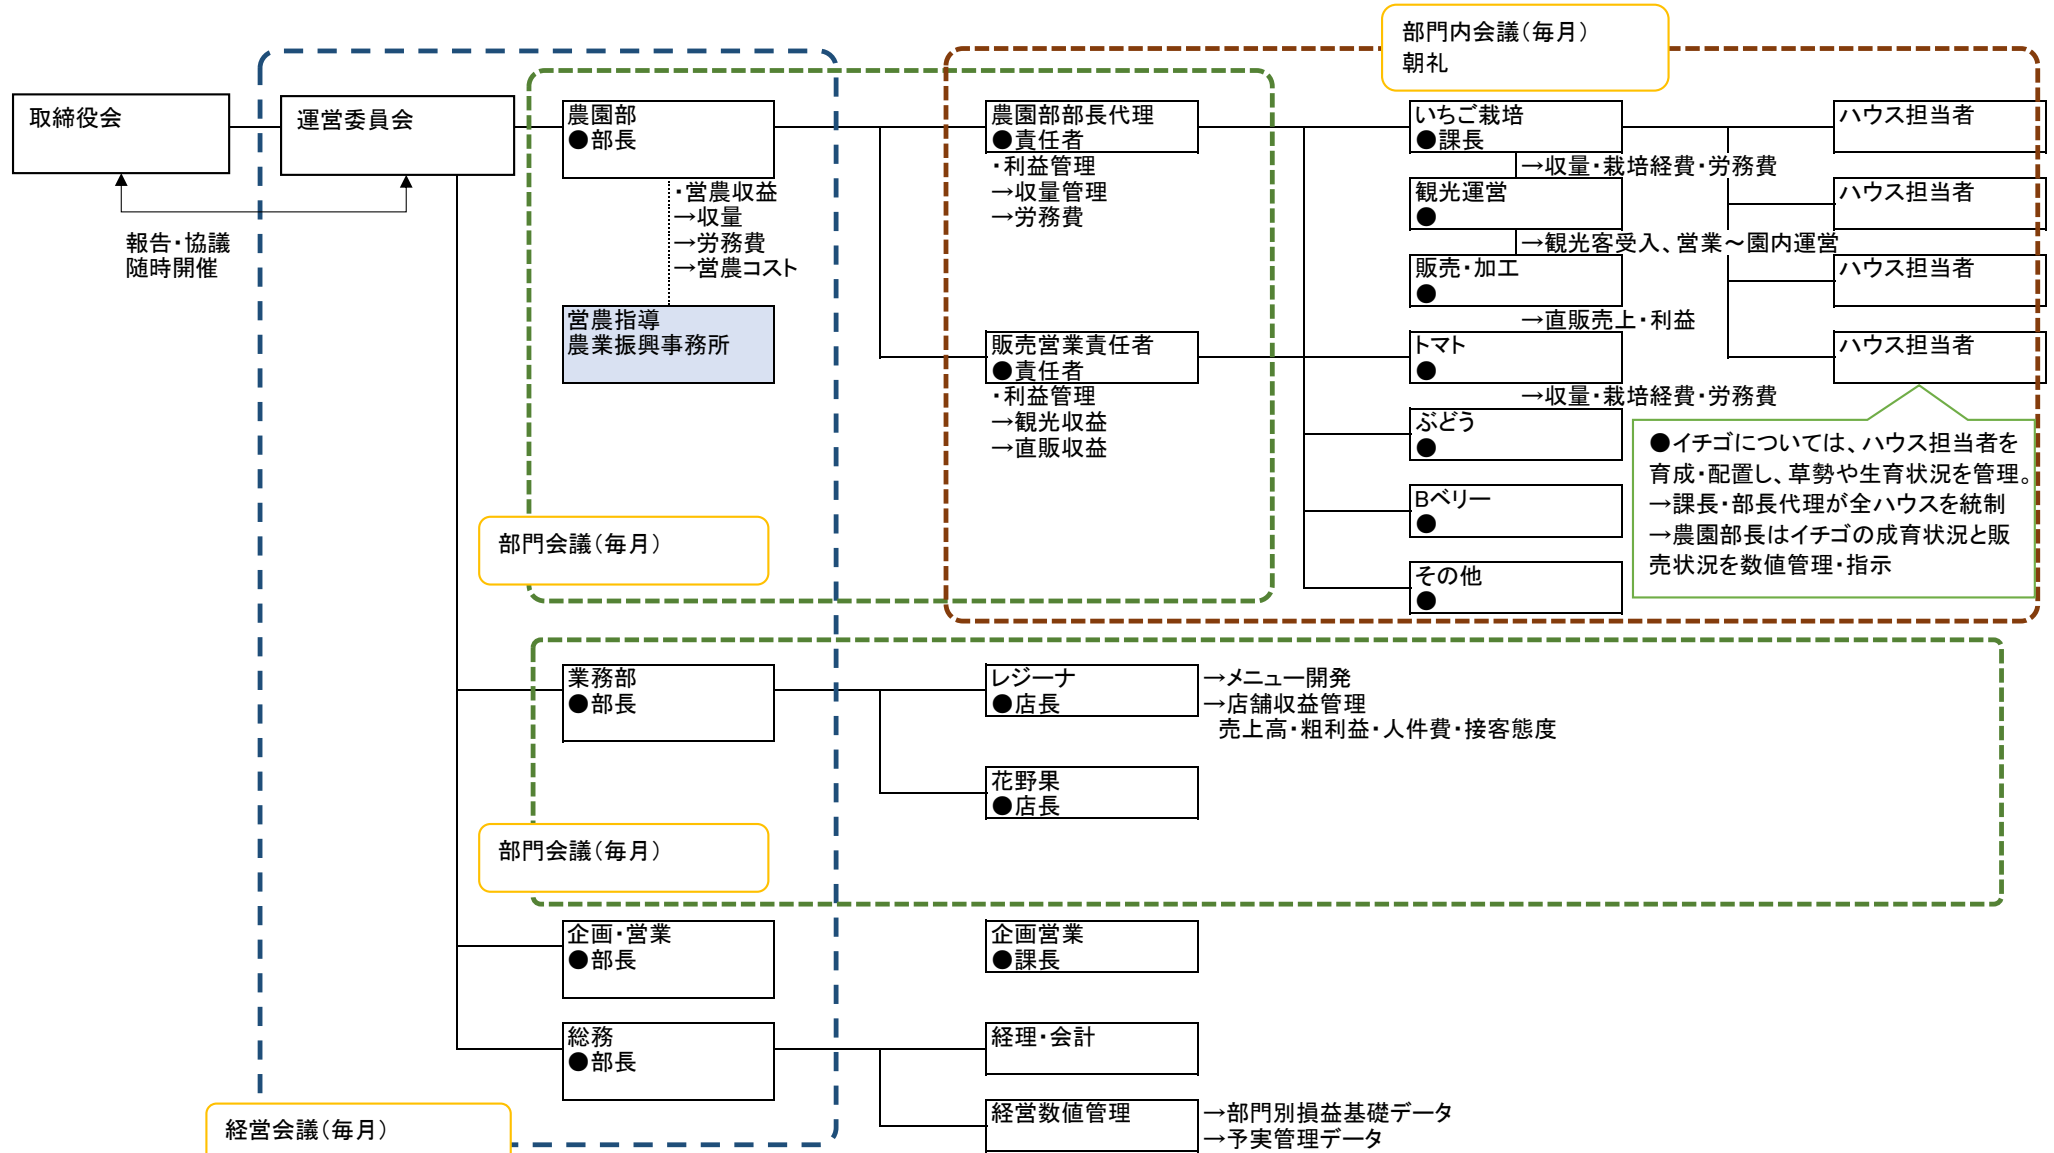 部門内会議(毎月)
朝礼
取締役会
運営委員会
報告・協議
随時開催
農園部
●部長
・営農収益
→収量
→労務費
→営農コスト
営農指導
農業振興事務所
農園部部長代理
●責任者
・利益管理
→収量管理
→労務費
販売営業責任者
●責任者
・利益管理
→観光収益
→直販収益
いちご栽培
●課長
→収量・栽培経費・労務費
観光運営
●
→観光客受入、営業～園内運営
販売・加工
●
→直販売上・利益
トマト
●
→収量・栽培経費・労務費
ぶどう
●
Bベリー
●
その他
●
ハウス担当者
ハウス担当者
ハウス担当者
ハウス担当者
●イチゴについては、ハウス担当者を
育成・配置し、草勢や生育状況を管理。
→課長・部長代理が全ハウスを統制
→農園部長はイチゴの成育状況と販
売状況を数値管理・指示
部門会議(毎月)
業務部
●部長
レジーナ
●店長
→メニュー開発
→店舗収益管理
売上高・粗利益・人件費・接客態度
花野果
●店長
部門会議(毎月)
企画・営業
●部長
企画営業
●課長
総務
●部長
経理・会計
経営数値管理
→部門別損益基礎データ
→予実管理データ
経営会議(毎月)